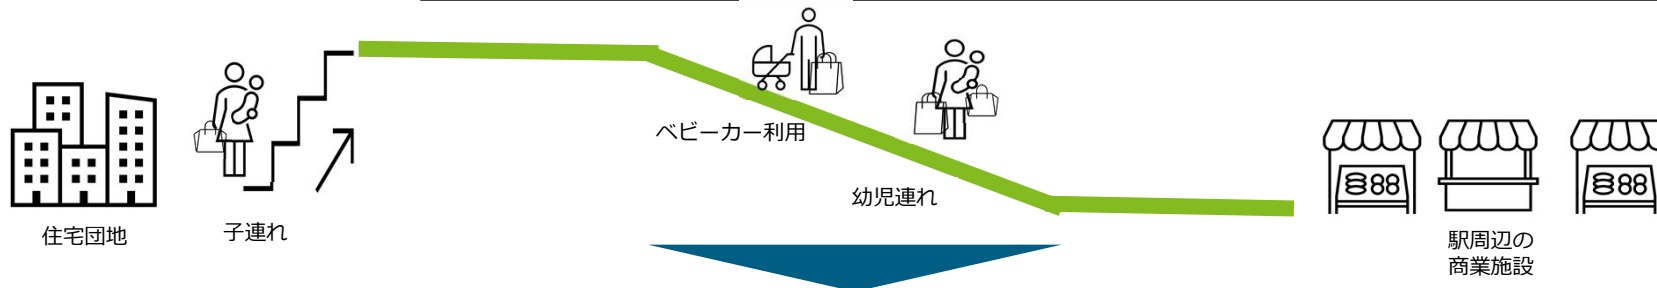 ベビーカー利用
幼児連れ
住宅団地
子連れ
駅周辺の
商業施設